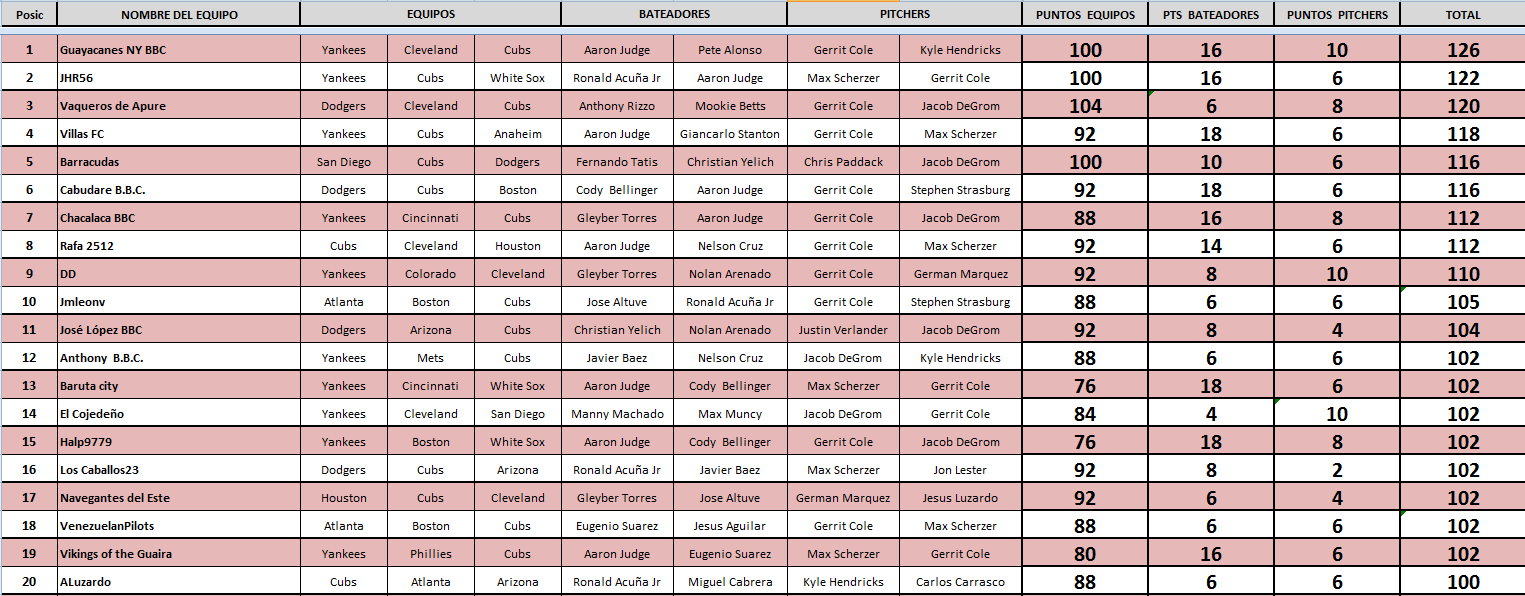 Posic NOMBRE DEL EQUIPO EQUIPOS BATEADORES PITCHERS PUNTOS EQUIPOS PTS BATEADORES PUNTOS PITCHERS TOTAL
1 Guayacanes NY BBC Yankees Cleveland Cubs Aaron Judge Pete Alonso Gerrit Cole Kyle Hendricks 100 16 10 126
2 JHR56 Yankees Cubs White Sox Ronald Acuña Jr Aaron Judge Max Scherzer Gerrit Cole 100 16 6 122
3 Vaqueros de Apure Dodgers Cleveland Cubs Anthony Rizzo Mookie Betts Gerrit Cole Jacob DeGrom 104 6 8 120
4 Villas FC Yankees Cubs Anaheim Aaron Judge Giancarlo Stanton Gerrit Cole Max Scherzer 92 18 6 118
5 Barracudas San Diego Cubs Dodgers Fernando Tatis Christian Yelich Chris Paddack Jacob DeGrom 100 10 6 116
6 Cabudare B.B.C. Dodgers Cubs Boston Cody Bellinger Aaron Judge Gerrit Cole Stephen Strasburg 92 18 6 116
7 Chacalaca BBC Yankees Cincinnati Cubs Gleyber Torres Aaron Judge Gerrit Cole Jacob DeGrom 88 16 8 112
8 Rafa 2512 Cubs Cleveland Houston Aaron Judge Nelson Cruz Gerrit Cole Max Scherzer 92 14 6 112
9 DD Yankees Colorado Cleveland Gleyber Torres Nolan Arenado Gerrit Cole German Marquez 92 8 10 110
10 Jmleonv Atlanta Boston Cubs Jose Altuve Ronald Acuña Jr Gerrit Cole Stephen Strasburg 88 6 6 105
11 José López BBC Dodgers Arizona Cubs Christian Yelich Nolan Arenado Justin Verlander Jacob DeGrom 92 8 4 104
12 Anthony B.B.C. Yankees Mets Cubs Javier Baez Nelson Cruz Jacob DeGrom Kyle Hendricks 88 6 6 102
13 Baruta city Yankees Cincinnati White Sox Aaron Judge Cody Bellinger Max Scherzer Gerrit Cole 76 18 6 102
14 El Cojedeño Yankees Cleveland San Diego Manny Machado Max Muncy Jacob DeGrom Gerrit Cole 84 4 10 102
15 Halp9779 Yankees Boston White Sox Aaron Judge Cody Bellinger Gerrit Cole Jacob DeGrom 76 18 8 102
16 Los Caballos23 Dodgers Cubs Arizona Ronald Acuña Jr Javier Baez Max Scherzer Jon Lester 92 8 2 102
17 Navegantes del Este Houston Cubs Cleveland Gleyber Torres Jose Altuve German Marquez Jesus Luzardo 92 6 4 102
18 VenezuelanPilots Atlanta Boston Cubs Eugenio Suarez Jesus Aguilar Gerrit Cole Max Scherzer 88 6 6 102
19 Vikings of the Guaira Yankees Phillies Cubs Aaron Judge Eugenio Suarez Max Scherzer Gerrit Cole 80 16 6 102
20 ALuzardo Cubs Atlanta Arizona Ronald Acuña Jr Miguel Cabrera Kyle Hendricks Carlos Carrasco 88 6 6 100